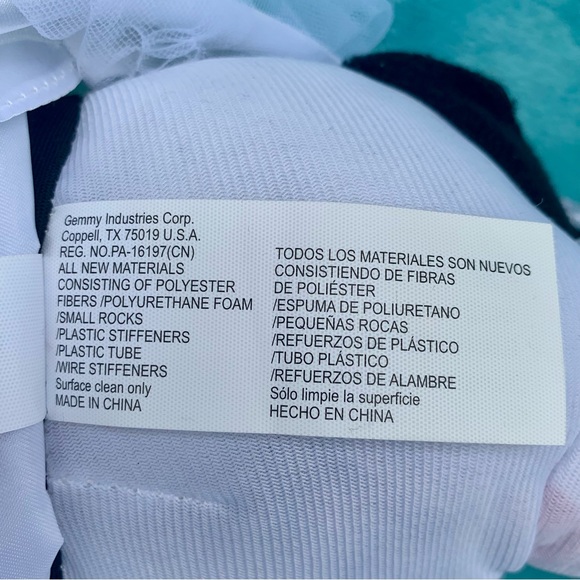 Gemmy Industries Corp.
Coppell, TX 75019 U.S.A.
REG. NO.PA-16197(CN)
ALL NEW MATERIALS
CONSISTING OF POLYESTER
FIBERS /POLYURETHANE FOAM
/SMALL ROCKS
/PLASTIC STIFFENERS
/PLASTIC TUBE
/WIRE STIFFENERS
Surface clean only
MADE IN CHINA
TODOS LOS MATERIALES SON NUEVOS
CONSISTIENDO DE FIBRAS
DE POLIÉSTER
/ESPUMA DE POLIURETANO
/PEQUEÑAS ROCAS
/REFUERZOS DE PLÁSTICO
/TUBO PLÁSTICO
/REFUERZOS DE ALAMBRE
Sólo limpie la superficie
HECHO EN CHINA